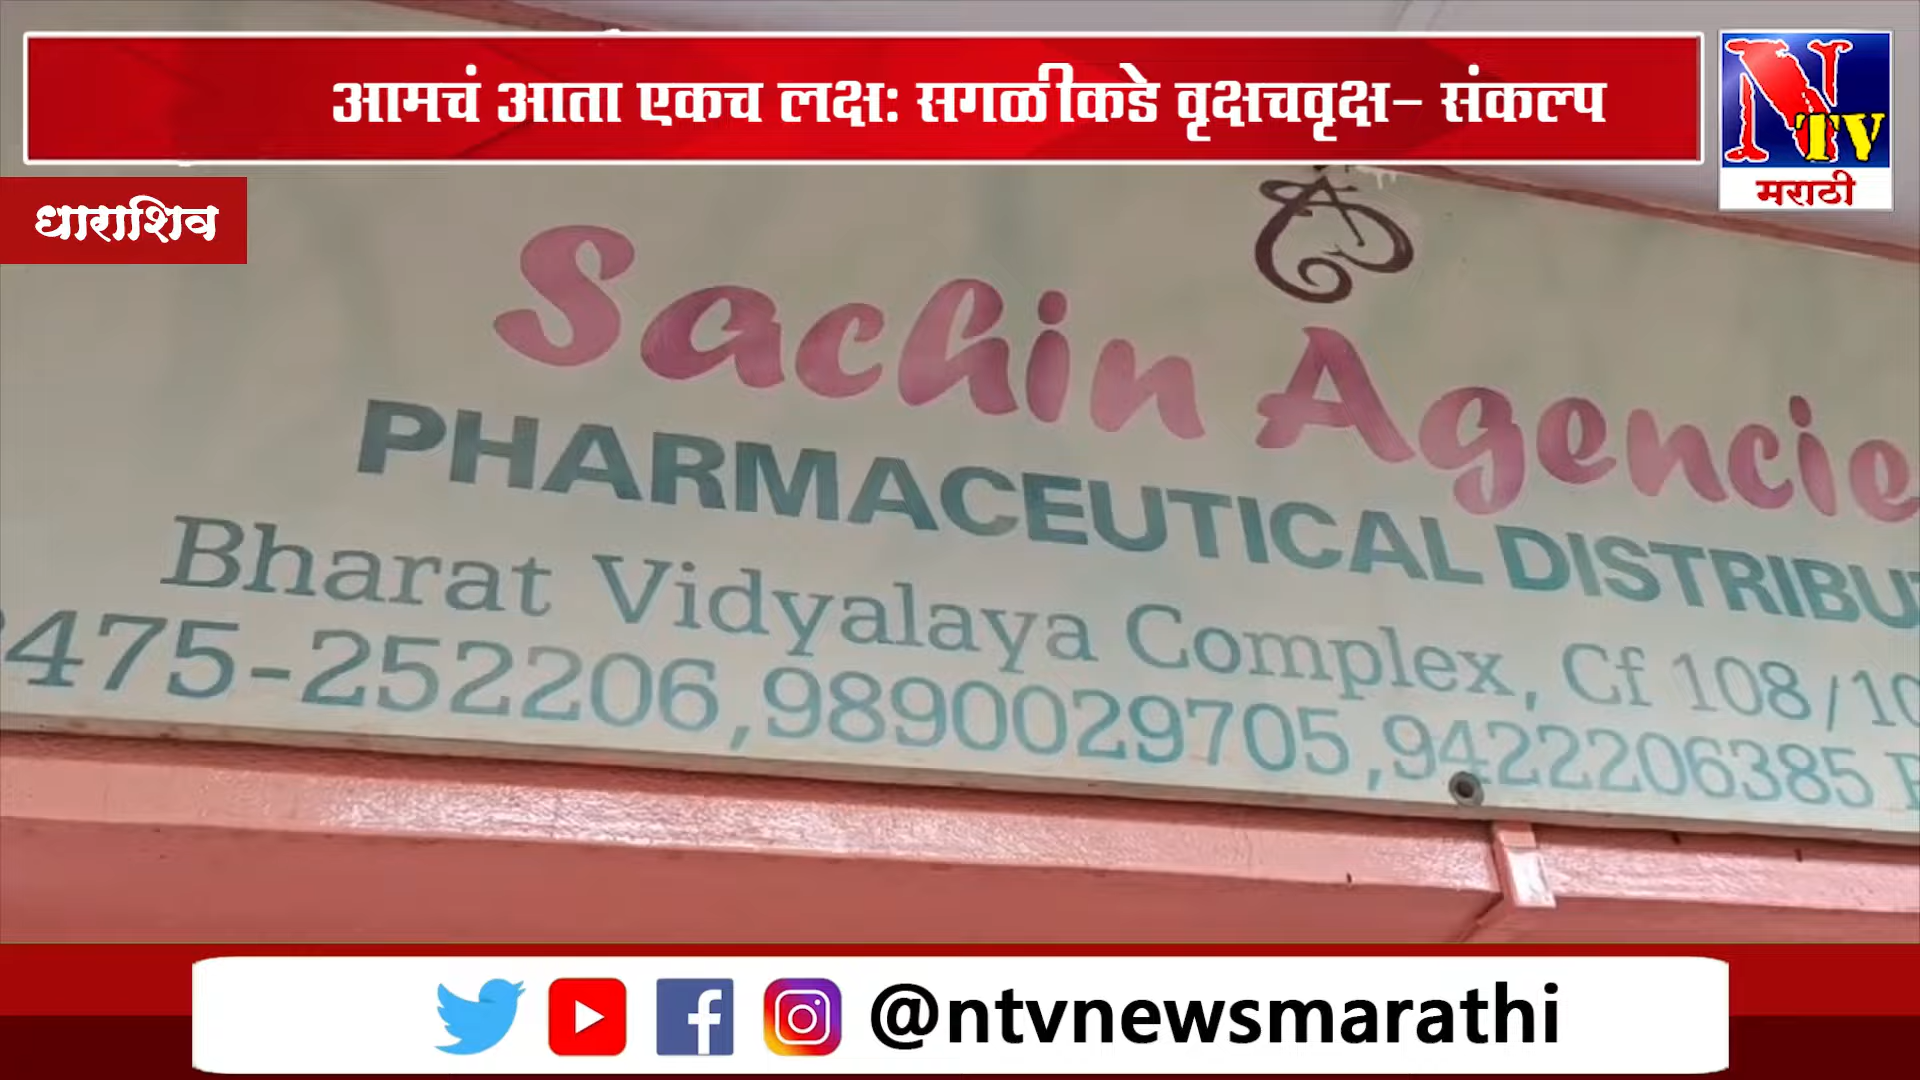 आमचं आता एकच लक्ष: सगळीकडे वृक्षचवृक्ष- संकल्प
NTV
मराठी
धाराशिव
Sachin Agencie
PHARMACEUTICAL DISTRIBUT
Bharat Vidyalaya Complex, Cf 108/10
475-252206,9890029705,9422206385
@ntvnewsmarathi